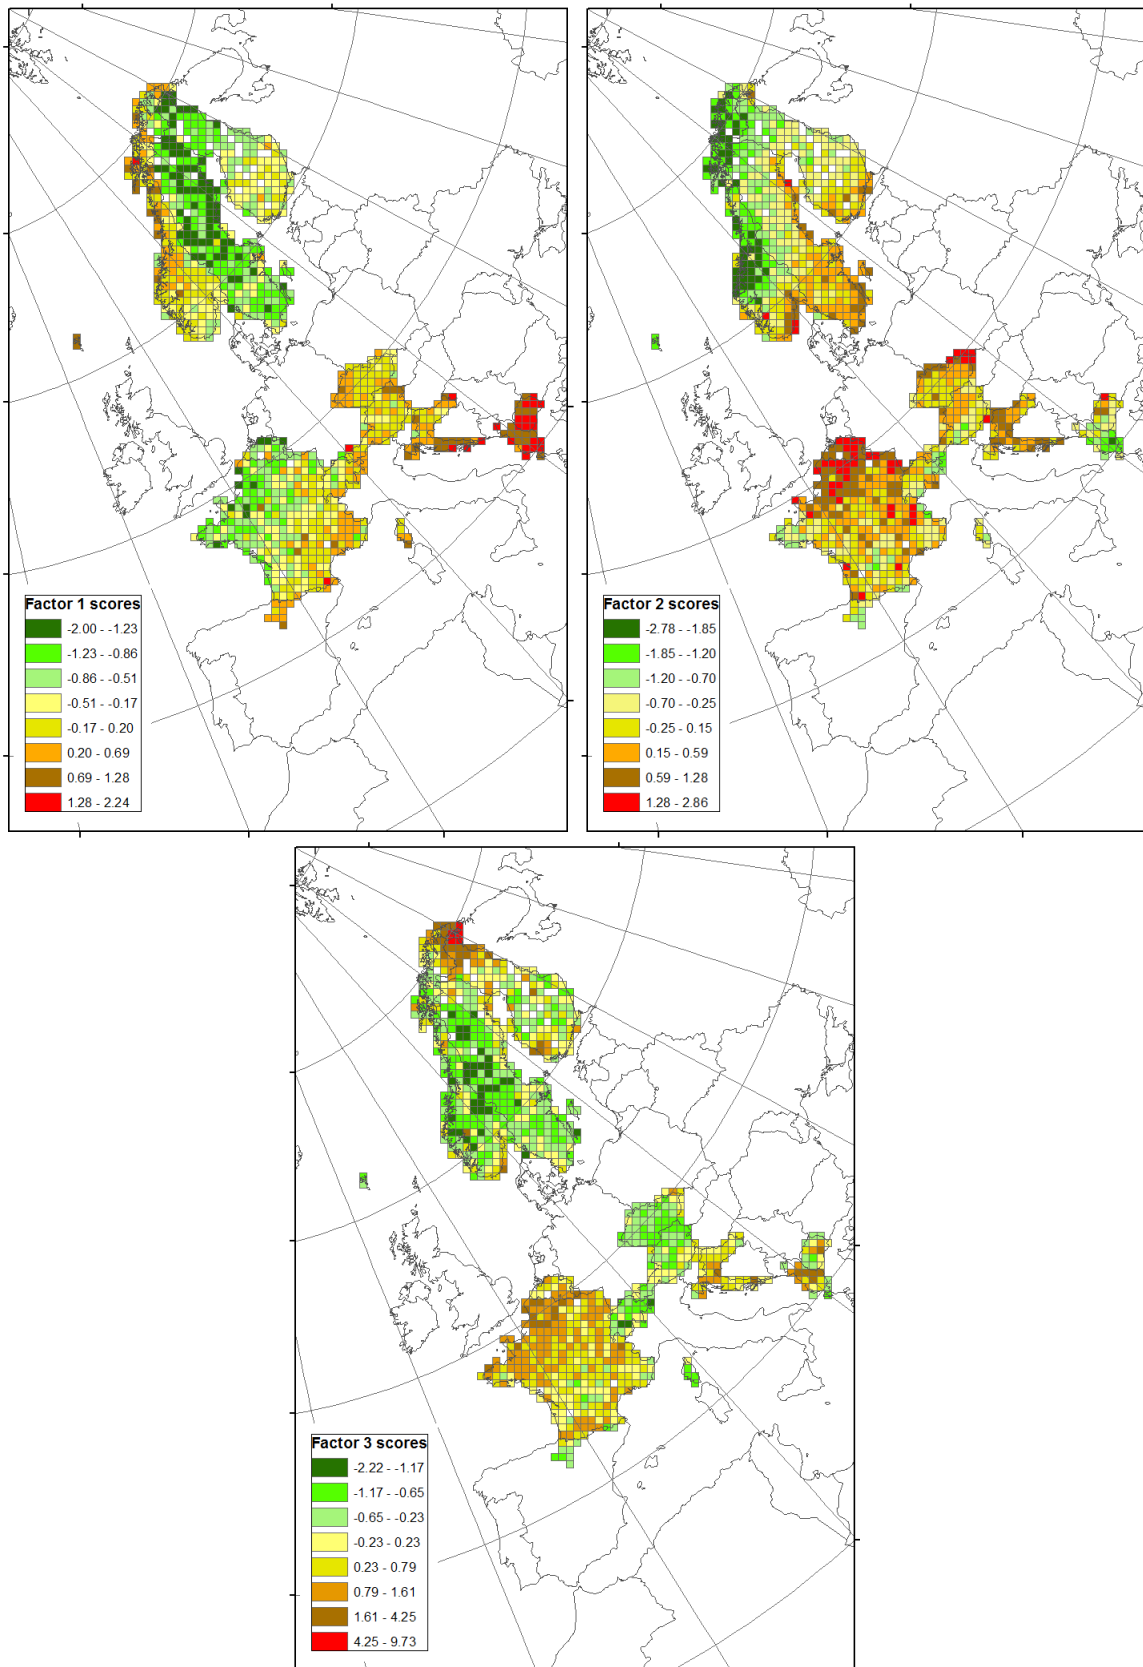 Factor 1 scores
-2.00 - -1.23
-1.23 - -0.86
-0.86 - -0.51
-0.51 - -0.17
-0.17 - 0.20
0.20 - 0.69
0.69 - 1.28
1.28 - 2.24
Factor 2 scores
-2.78 - -1.85
-1.85 - -1.20
-1.20 - -0.70
-0.70 - -0.25
-0.25 - 0.15
0.15 - 0.59
0.59 - 1.28
1.28 - 2.86
Factor 3 scores
-2.22 - -1.17
-1.17 - -0.65
-0.65 - -0.23
-0.23 - 0.23
0.23 - 0.79
0.79 - 1.61
1.61 - 4.25
4.25 - 9.73